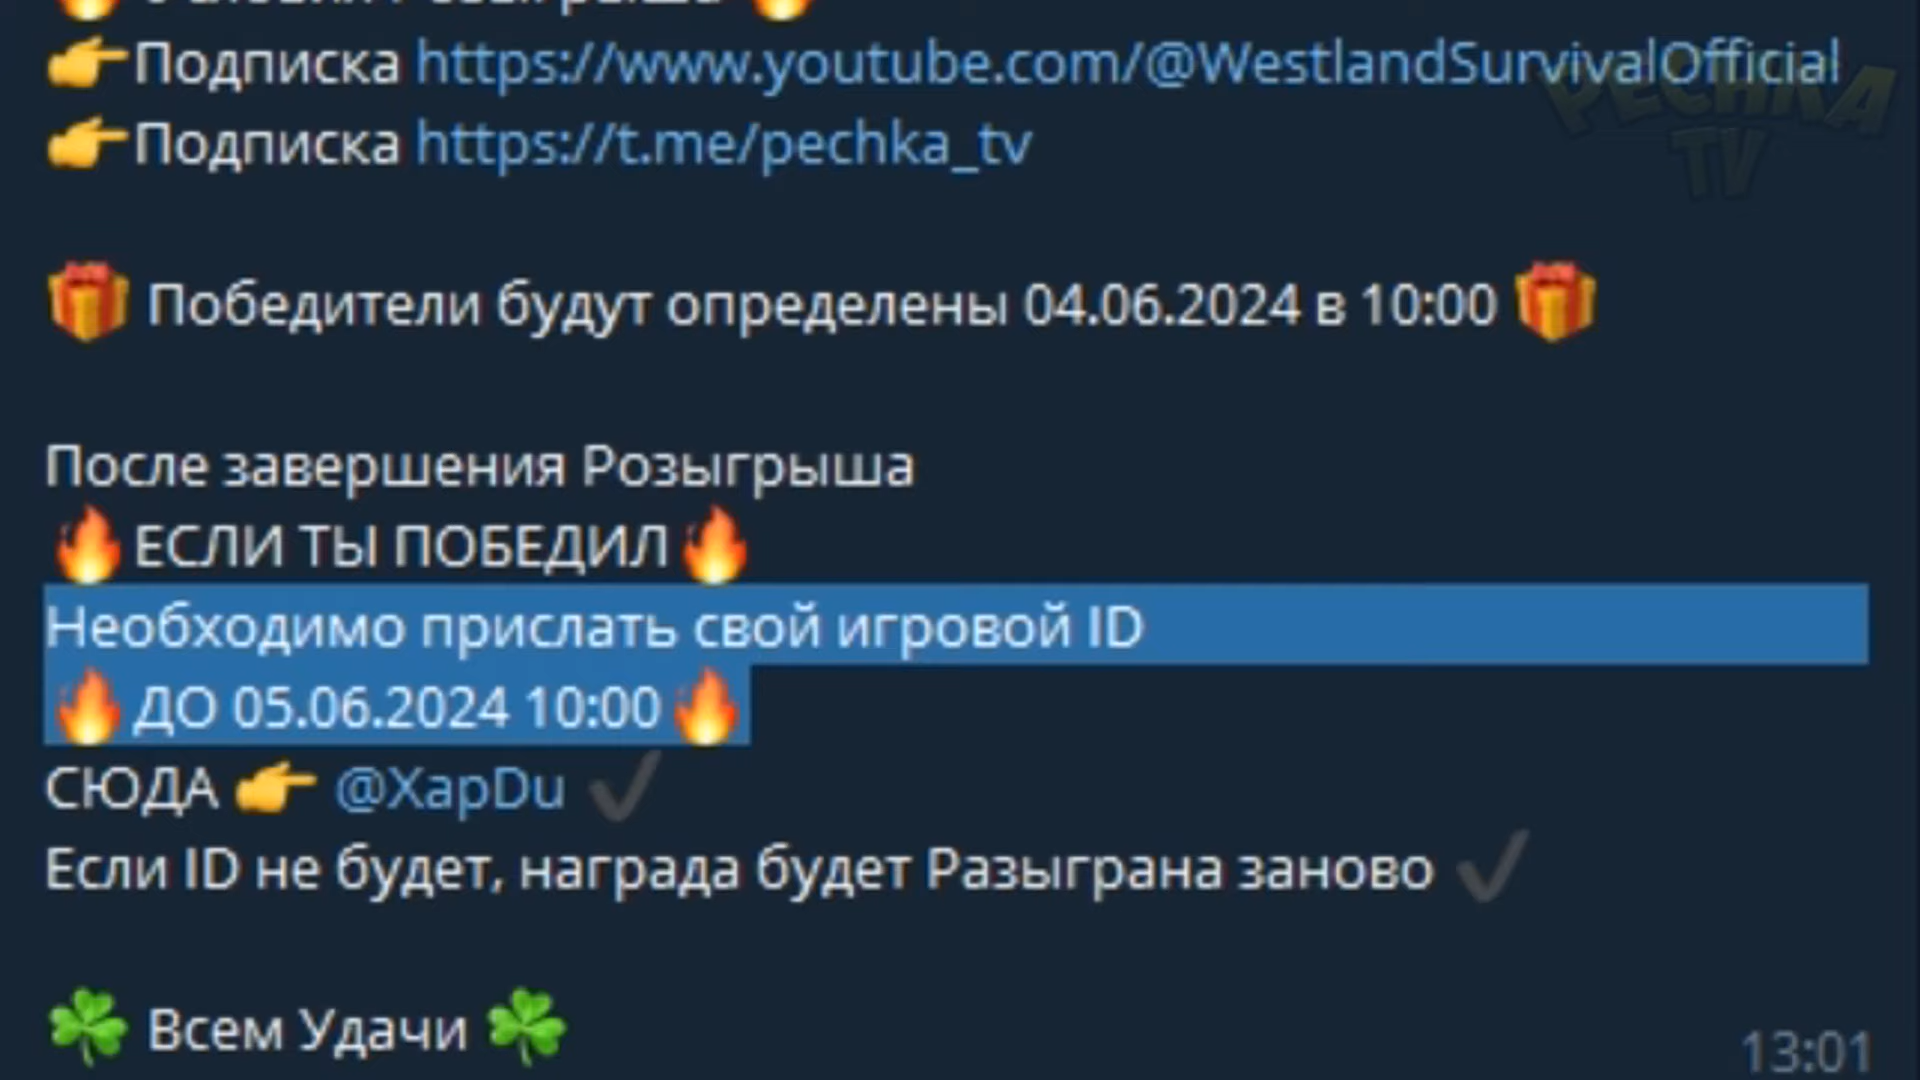 👉Подписка https://www.youtube.com/@WestlandSurvivalOfficial
👉Подписка https://t.me/pechka_tv
PECHKA
TV
🎁 Победители будут определены 04.06.2024 в 10:00 🎁
После завершения Розыгрыша
🔥ЕСЛИ ТЫ ПОБЕДИЛ🔥
Необходимо прислать свой игровой ID
🔥ДО 05.06.2024 10:00🔥
СЮДА 👉 @XapDu ✔
Если ID не будет, награда будет Разыграна заново ✔
☘ Всем Удачи ☘
13:01